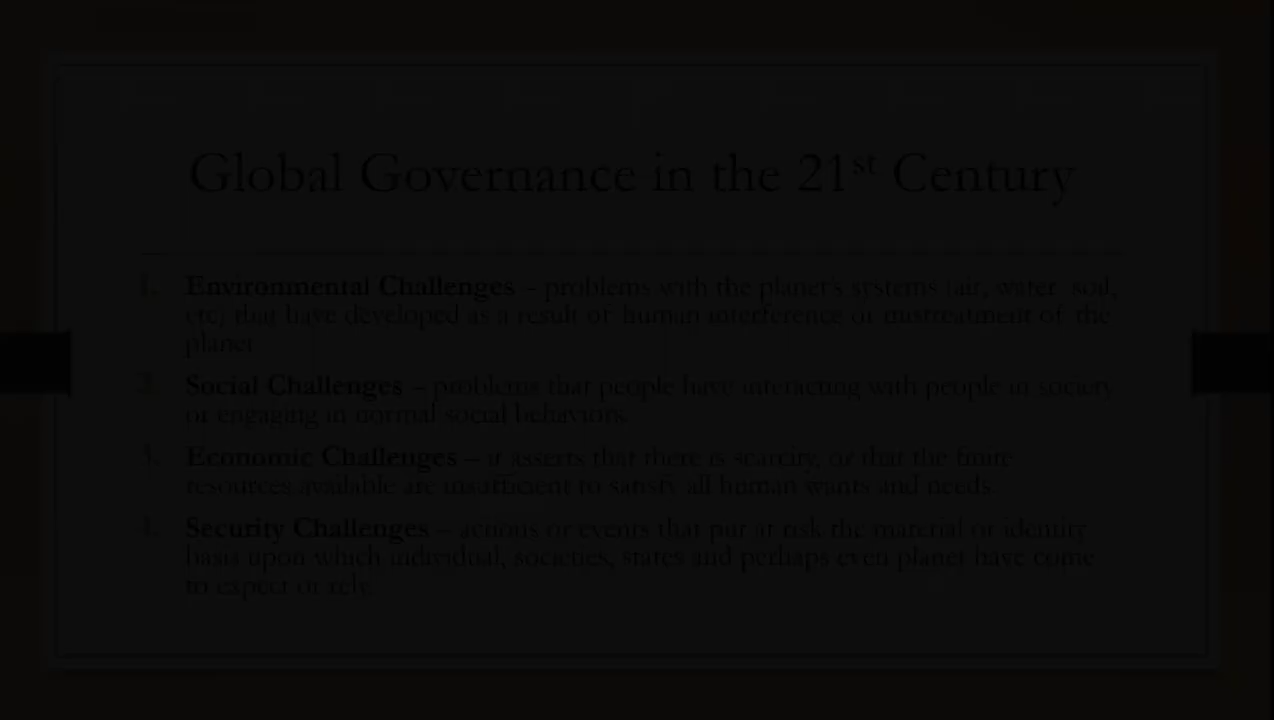 Global Governance in the 21st Century
1. Environmental Challenges – problems with the planet's systems (air, water, soil,
etc) that have developed as a result of human interference or mistreatment of the
planet
2. Social Challenges – problems that people have interacting with people in society
or engaging in normal social behaviors.
3. Economic Challenges – it asserts that there is scarcity, or that the finite
resources available are insufficient to satisfy all human wants and needs.
4. Security Challenges – actions or events that put at risk the material or identity
basis upon which individual, societies, states and perhaps even planet have come
to expect or rely.